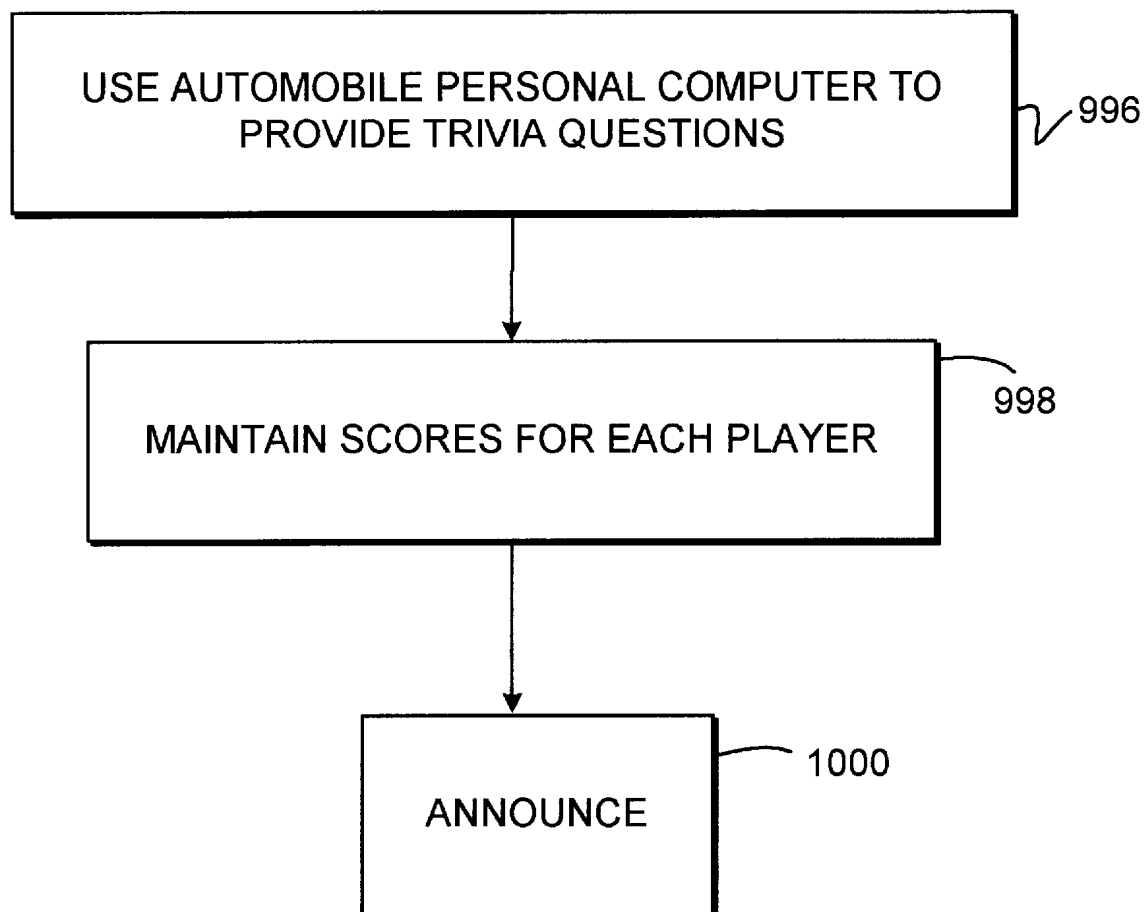 USE AUTOMOBILE PERSONAL COMPUTER TO
PROVIDE TRIVIA QUESTIONS
996
MAINTAIN SCORES FOR EACH PLAYER
998
ANNOUNCE
1000